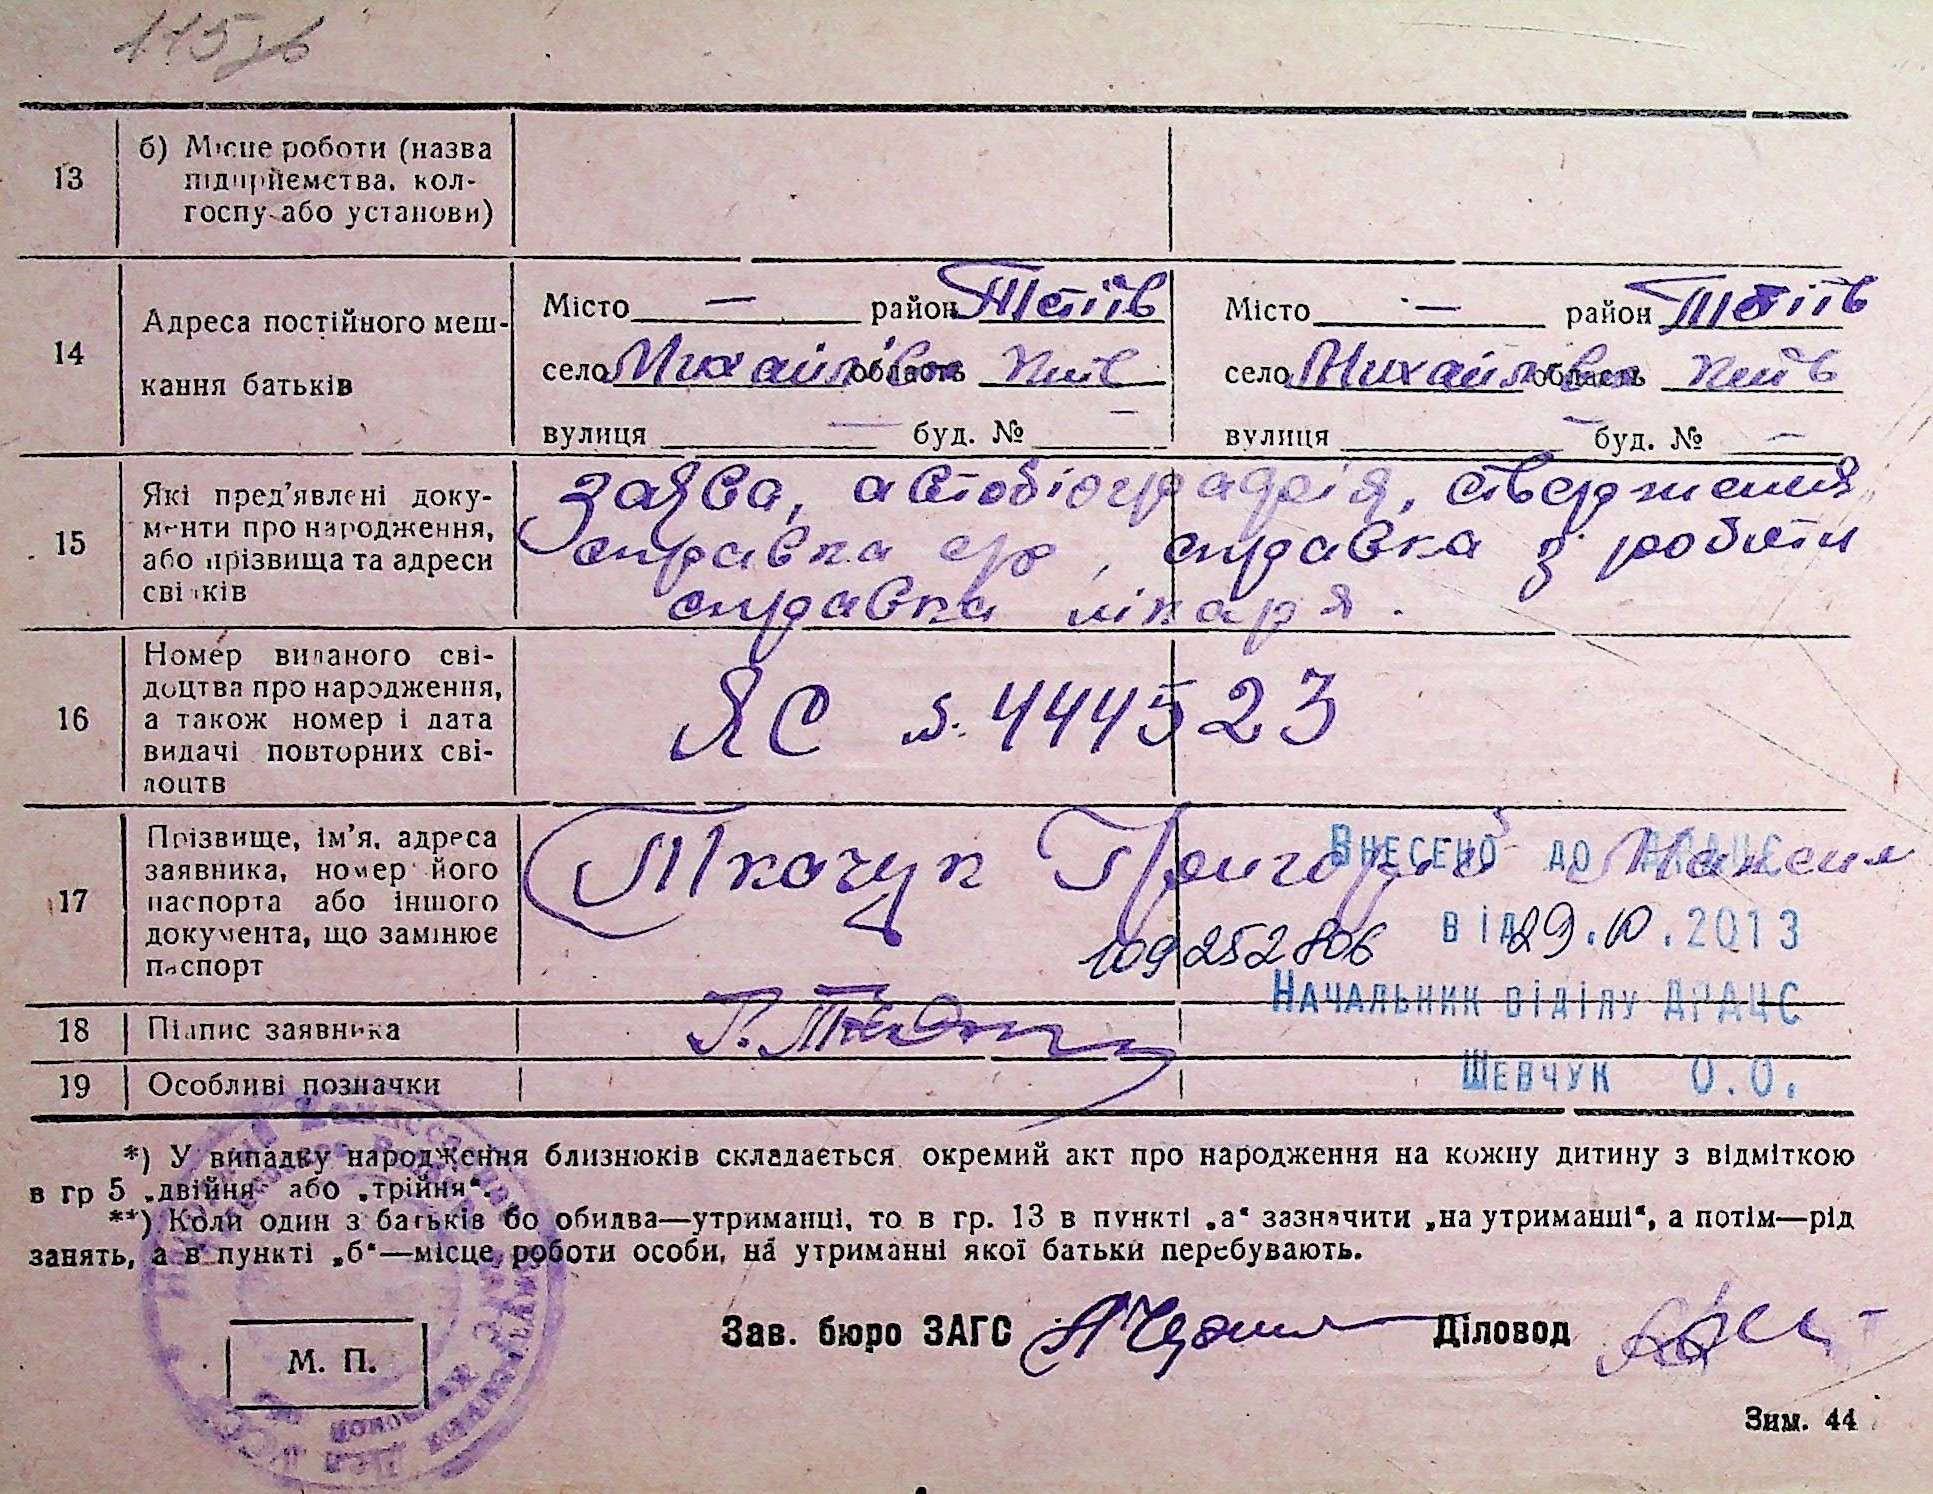 115 зв
13
б) Місце роботи (назва
підприємства, кол-
госпу або установи)
14
Адреса постійного меш-
кання батьків
Місто — район Тетіїв
село Михайлівка область Київ
вулиця — буд. № —
Місто — район Тетіїв
село Михайлівка область Київ
вулиця — буд. № —
15
Які пред'явлені доку-
менти про народження,
або прізвища та адреси
свідків
заява, автобіографія, ствердження
справка с/р, справка з роботи
справка лікаря.
16
Номер виданого сві-
доцтва про народження,
а також номер і дата
видачі повторних сві-
доцтв
ЯС №. 444523
17
Прізвище, ім'я, адреса
заявника, номер його
паспорта або іншого
документа, що замінює
паспорт
Ткачук Григорій Максим
109252806
Внесено до ДРАЦС
від 29.10.2013
Начальник відділу ДРАЦС
Шевчук О.О.
18
Підпис заявника
19
Особливі позначки
*) У випадку народження близнюків складається окремий акт про народження на кожну дитину з відміткою
в гр 5 „двійня“ або „трійня“.
**) Коли один з батьків бо обидва—утриманці, то в гр. 13 в пункті „а“ зазначити „на утриманні“, а потім—рід
занять, а в пункті „б“—місце роботи особи, на утриманні якої батьки перебувають.
М. П.
Зав. бюро ЗАГС
Діловод
Зим. 44